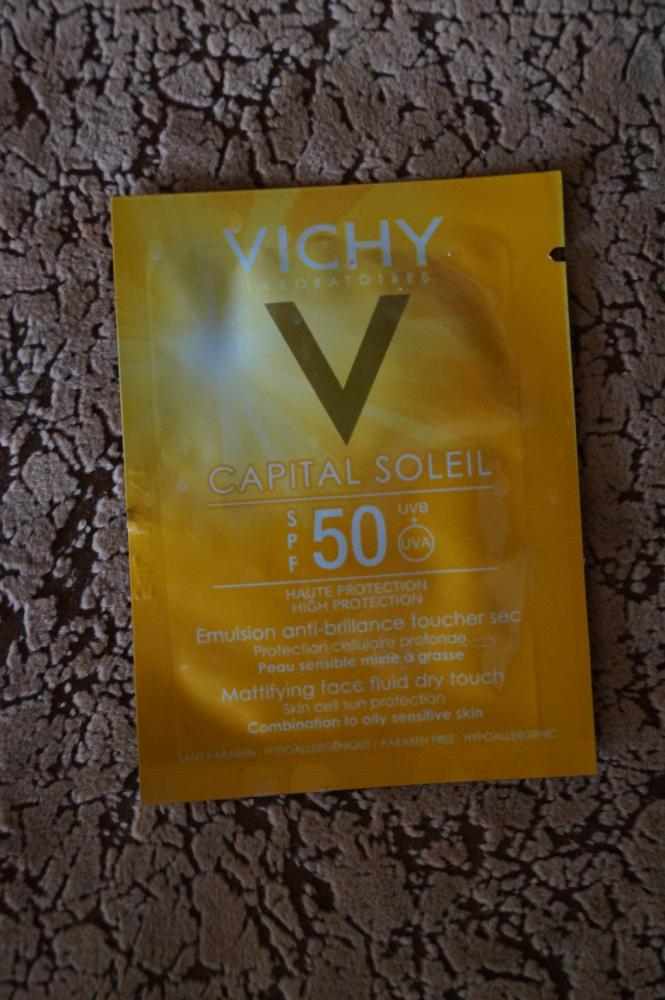 VICHY
LABORATOIRES
V
CAPITAL SOLEIL
SPF 50 UVB + UVA
HAUTE PROTECTION
HIGH PROTECTION
Emulsion anti-brillance toucher sec
Protection cellulaire profonde
Peau sensible mixte à grasse
Mattifying face fluid dry touch
Skin cell sun protection
Combination to oily sensitive skin
SANS PARABEN - HYPOALLERGÉNIQUE / PARABEN FREE - HYPOALLERGENIC